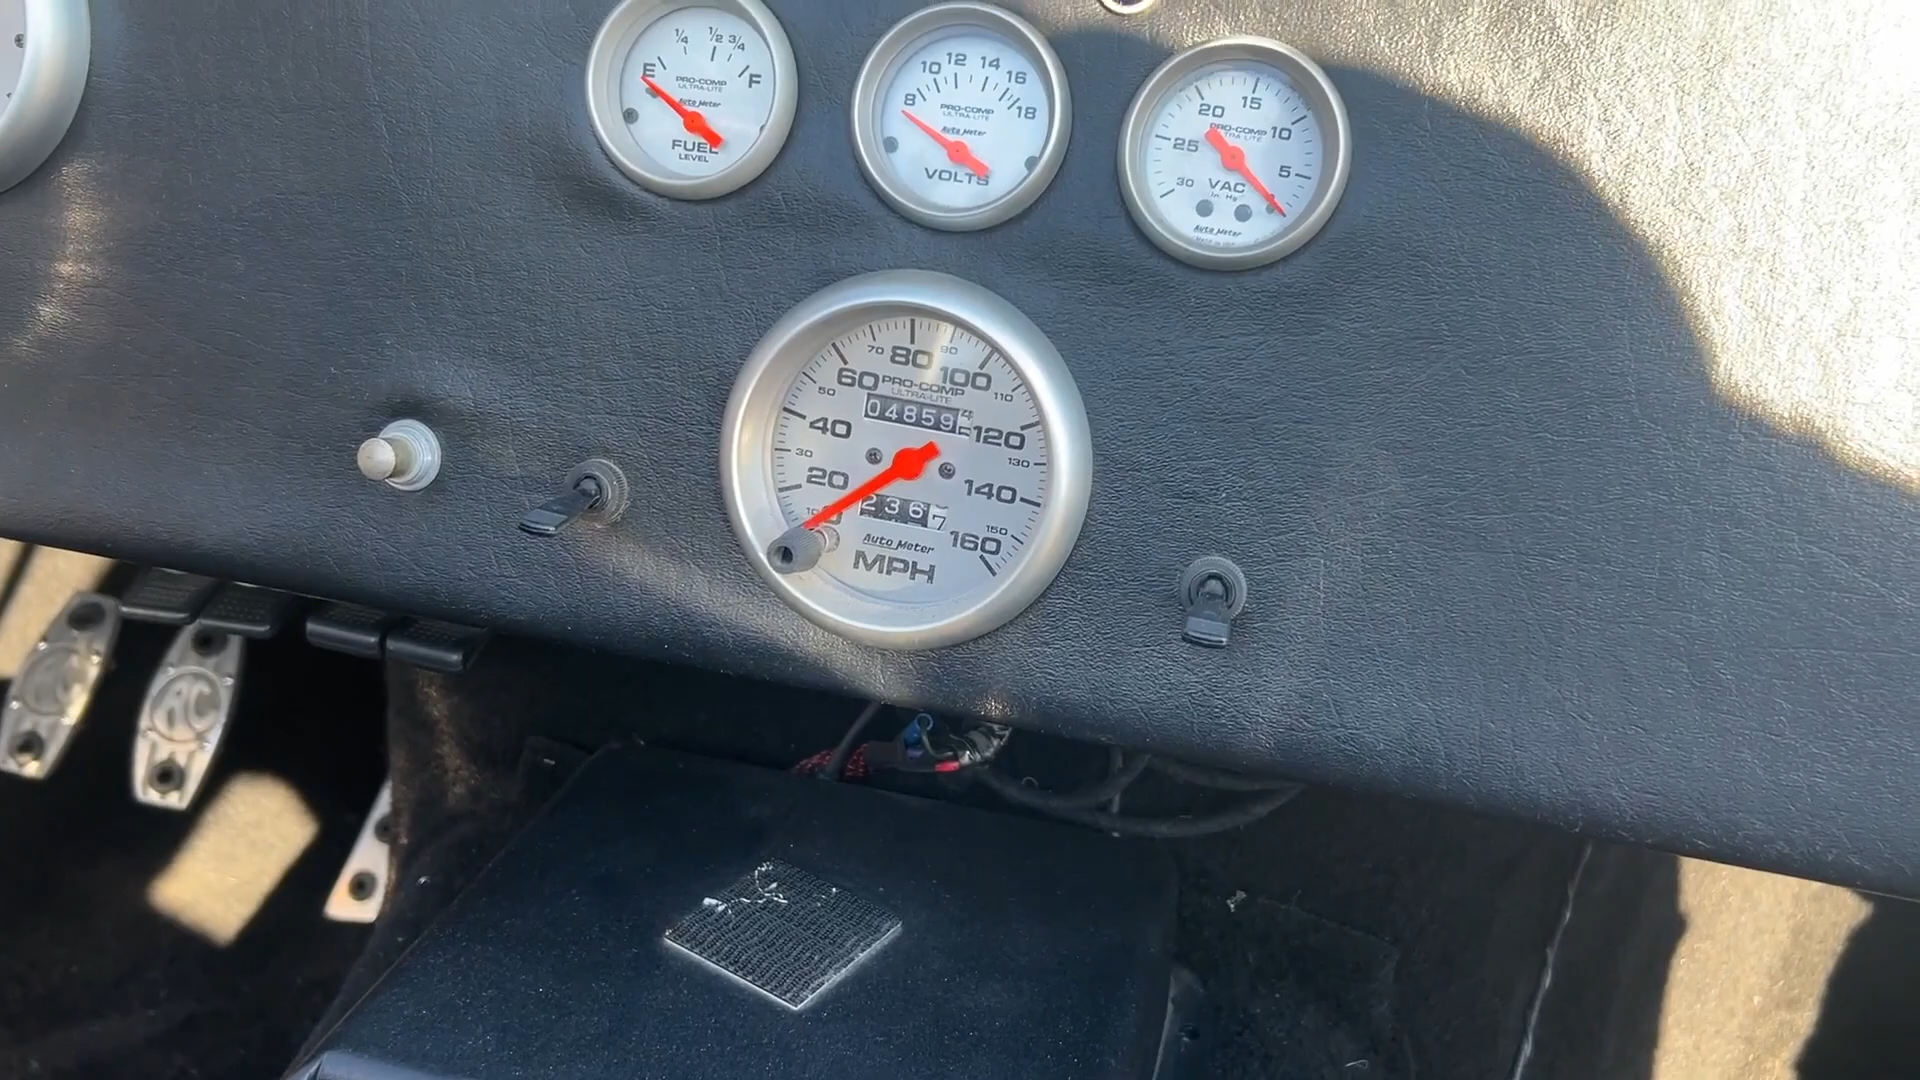 1/4 1/2 3/4
E F
PRO-COMP
ULTRA-LITE
Auto Meter
FUEL
LEVEL
8 10 12 14 16 18
PRO-COMP
ULTRA-LITE
Auto Meter
VOLTS
30 25 20 15 10 5
PRO-COMP
ULTRA-LITE
VAC
In. Hg
Auto Meter
10 20 30 40 50 60 70 80 90 100 110 120 130 140 150 160
PRO-COMP
ULTRA-LITE
04859
2367
Auto Meter
MPH
AC